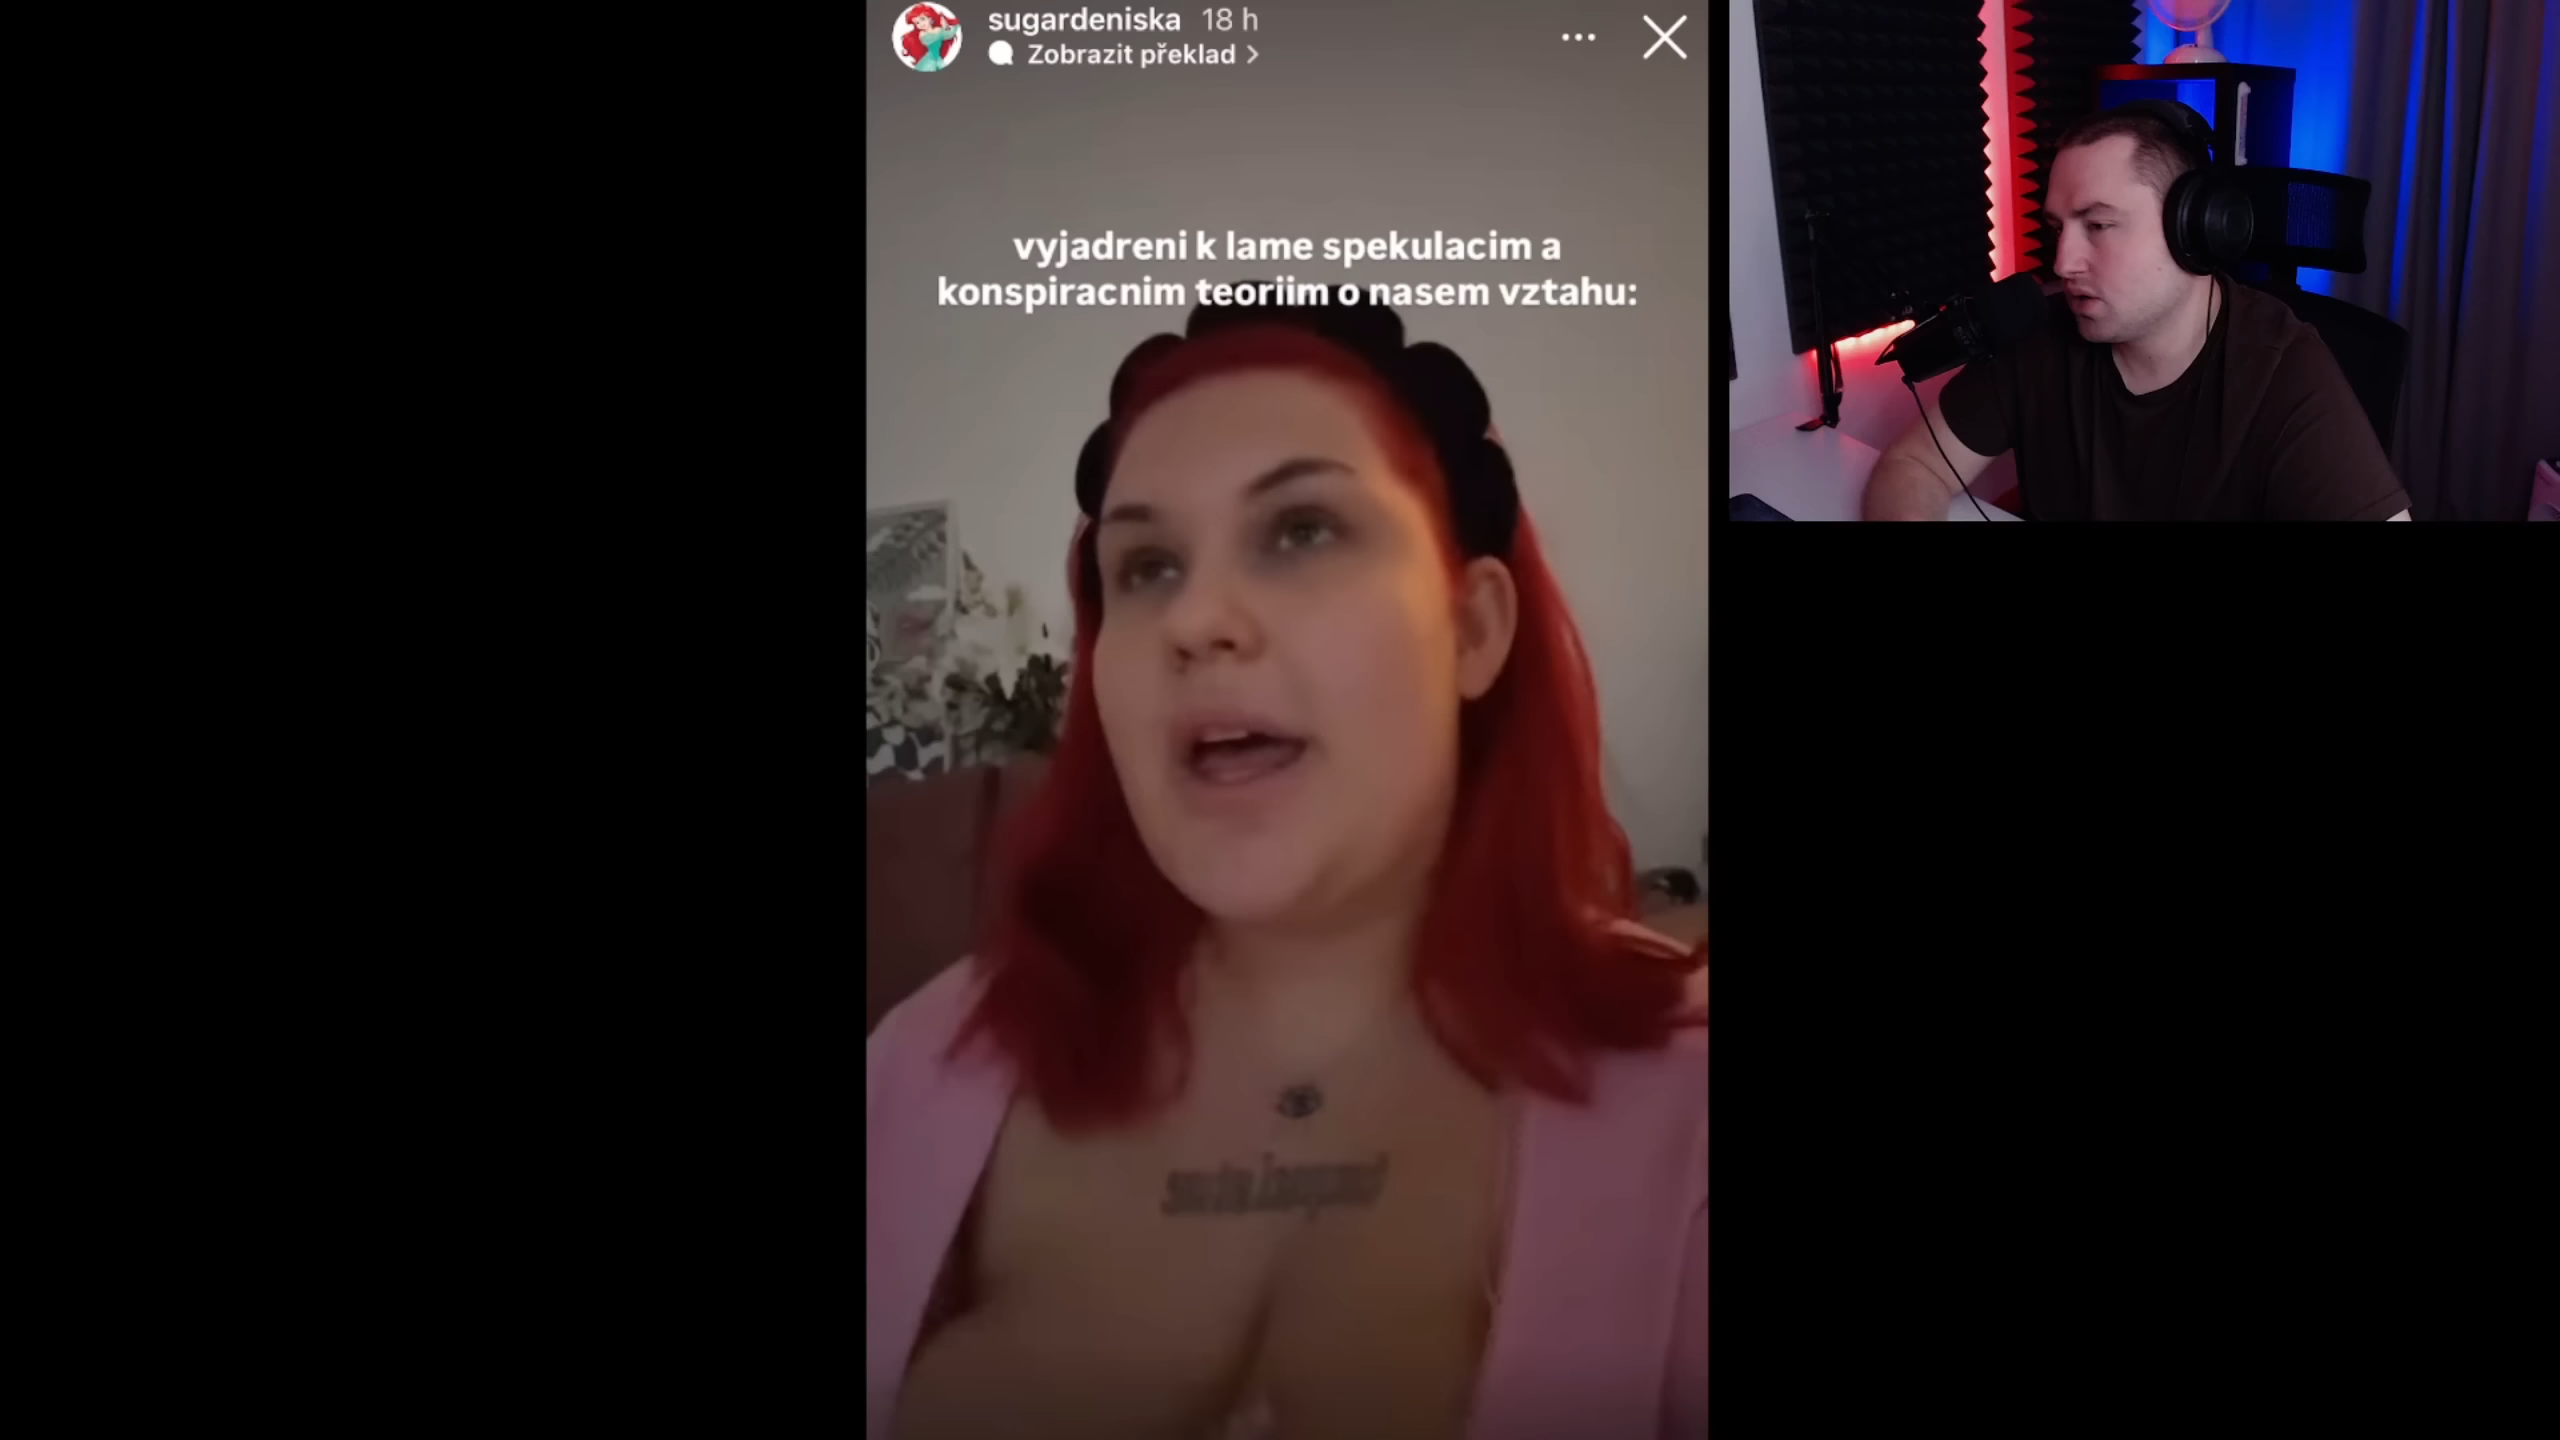 sugardeniska 18 h
Zobrazit překlad >
vyjadreni k lame spekulacim a
konspiracnim teoriim o nasem vztahu: